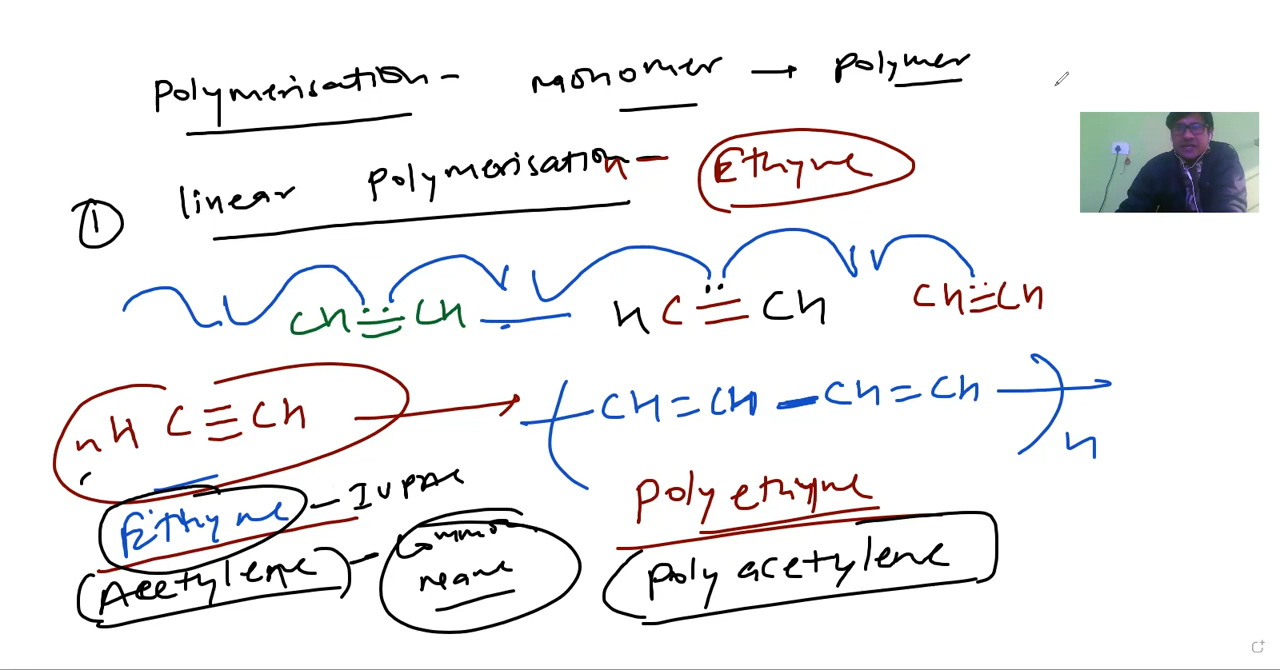 Polymerisation - monomer → polymer
① linear polymerisation - Ethyne
CH≡CH HC≡CH CH≡CH
nHC≡CH → (CH=CH-CH=CH)n
Ethyne - IUPAC Polyethyne
Acetylene - Common name Polyacetylene